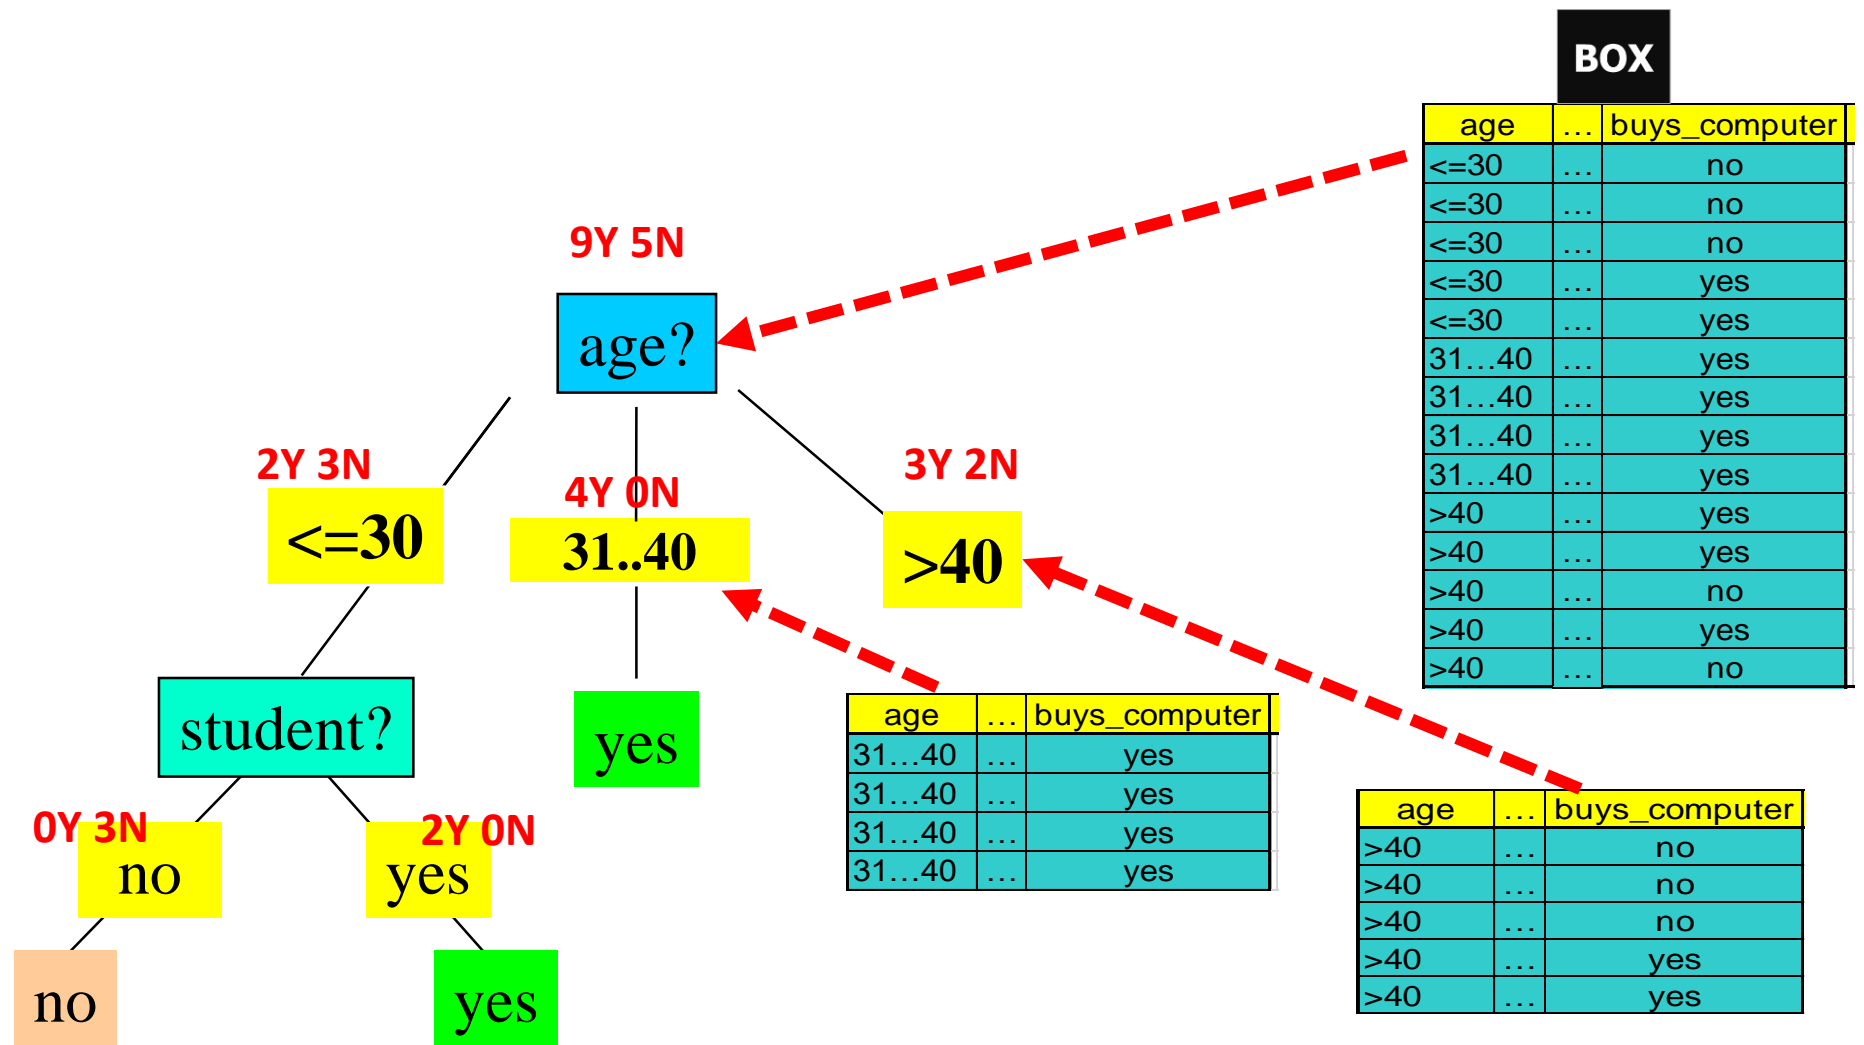 BOX
age … buys_computer
<=30 … no
<=30 … no
<=30 … no
<=30 … yes
<=30 … yes
31…40 … yes
31…40 … yes
31…40 … yes
31…40 … yes
>40 … yes
>40 … yes
>40 … no
>40 … yes
>40 … no
9Y 5N
age?
2Y 3N
4Y 0N
3Y 2N
<=30
31..40
>40
student?
yes
0Y 3N
2Y 0N
no
yes
no
yes
age … buys_computer
31…40 … yes
31…40 … yes
31…40 … yes
31…40 … yes
age … buys_computer
>40 … no
>40 … no
>40 … no
>40 … yes
>40 … yes